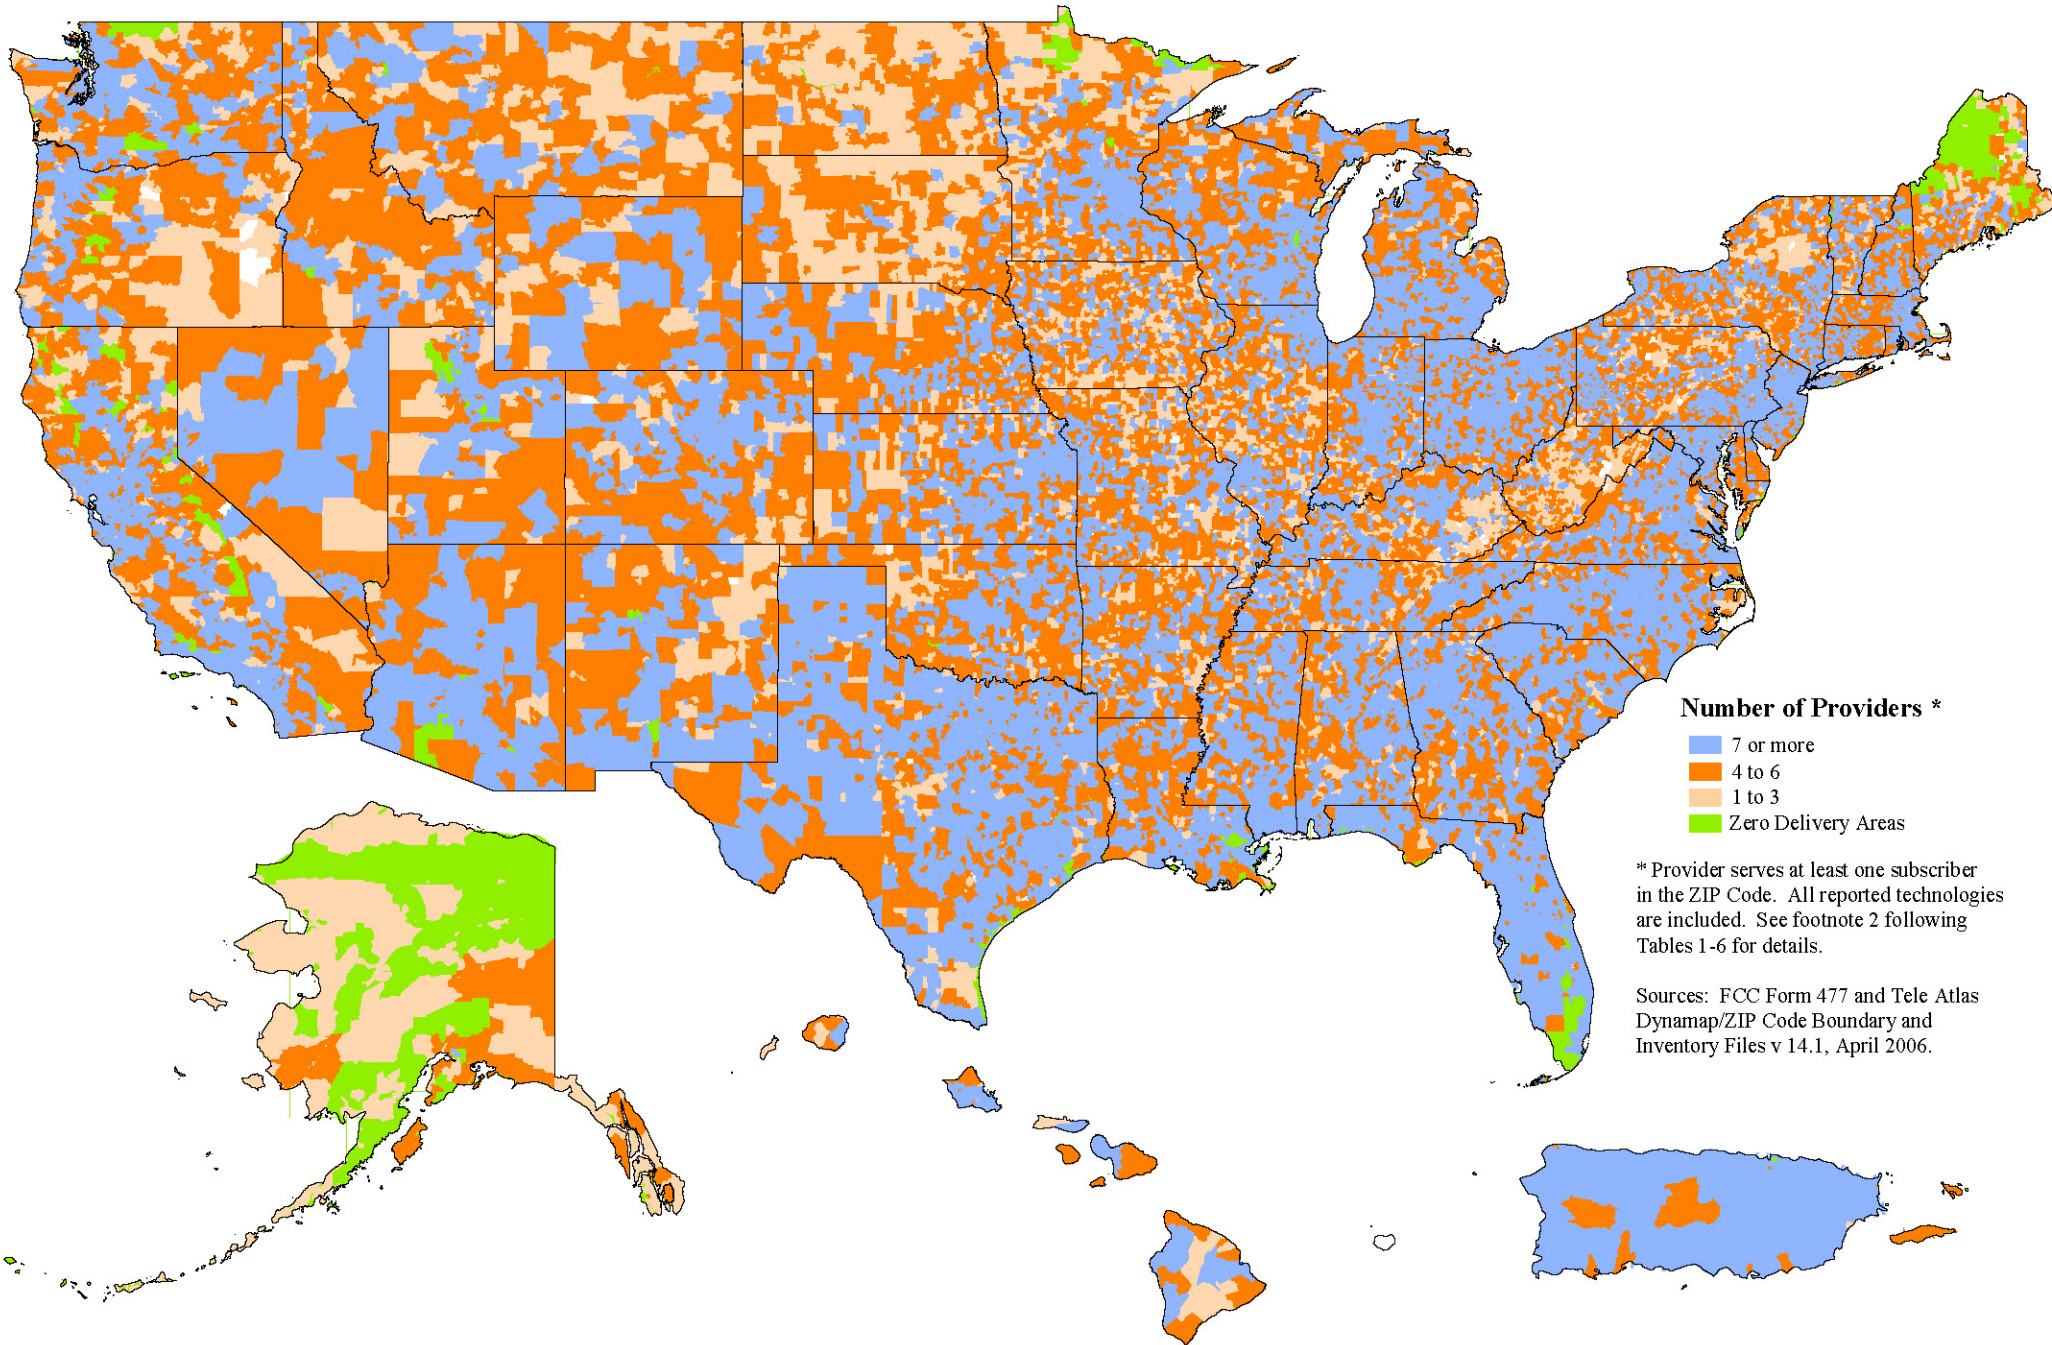 Number of Providers *
7 or more
4 to 6
1 to 3
Zero Delivery Areas
* Provider serves at least one subscriber
in the ZIP Code. All reported technologies
are included. See footnote 2 following
Tables 1-6 for details.
Sources: FCC Form 477 and Tele Atlas
Dynamap/ZIP Code Boundary and
Inventory Files v 14.1, April 2006.